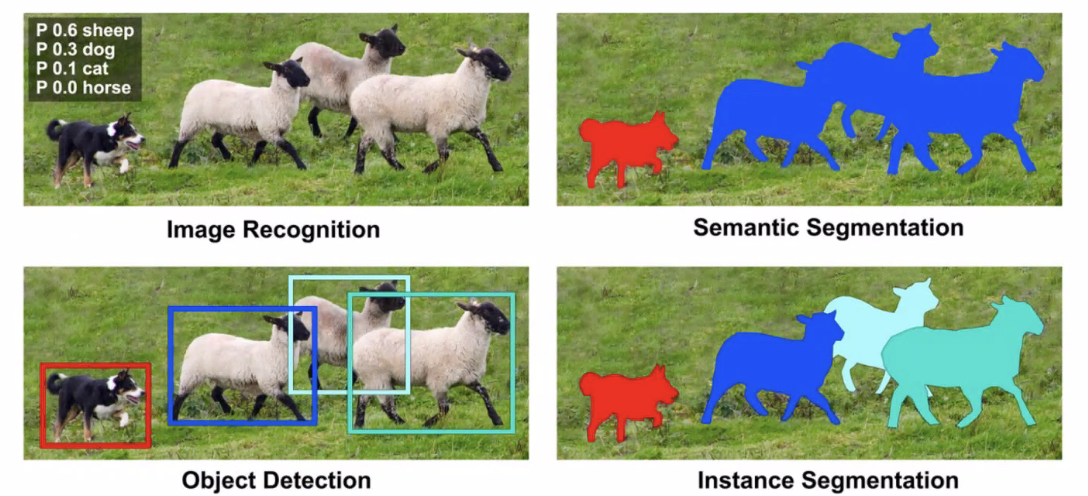 P 0.6 sheep
P 0.3 dog
P 0.1 cat
P 0.0 horse
Image Recognition
Semantic Segmentation
Object Detection
Instance Segmentation